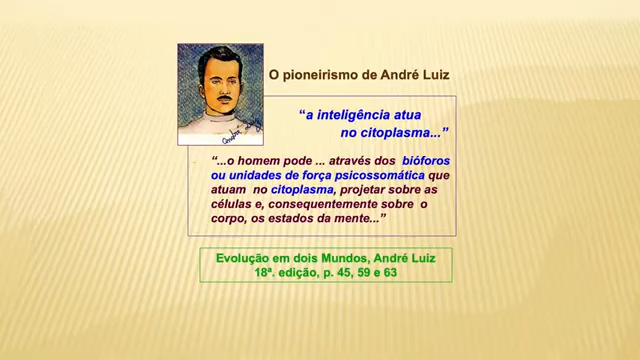 O pioneirismo de André Luiz
“a inteligência atua
no citoplasma...”
“...o homem pode ... através dos bióforos
ou unidades de força psicossomática que
atuam no citoplasma, projetar sobre as
células e, consequentemente sobre o
corpo, os estados da mente...”
Evolução em dois Mundos, André Luiz
18ª. edição, p. 45, 59 e 63